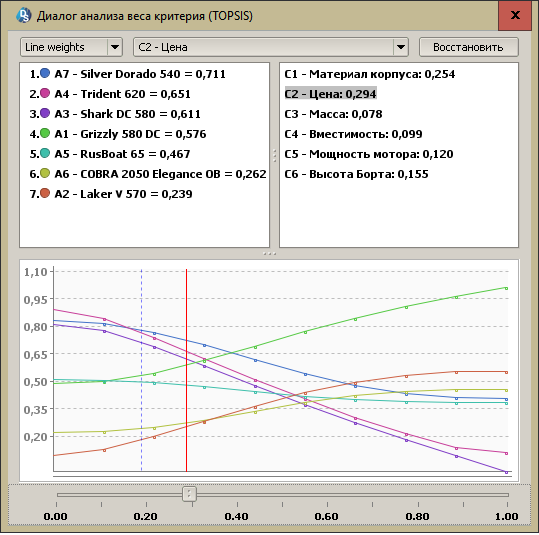 DS Диалог анализа веса критерия (TOPSIS)
Line weights
C2 - Цена
Восстановить
1. A7 - Silver Dorado 540 = 0,711
2. A4 - Trident 620 = 0,651
3. A3 - Shark DC 580 = 0,611
4. A1 - Grizzly 580 DC = 0,576
5. A5 - RusBoat 65 = 0,467
6. A6 - COBRA 2050 Elegance OB = 0,262
7. A2 - Laker V 570 = 0,239
C1 - Материал корпуса: 0,254
C2 - Цена: 0,294
C3 - Масса: 0,078
C4 - Вместимость: 0,099
C5 - Мощность мотора: 0,120
C6 - Высота Борта: 0,155
1,10
0,95
0,80
0,65
0,50
0,35
0,20
0.00 0.20 0.40 0.60 0.80 1.00